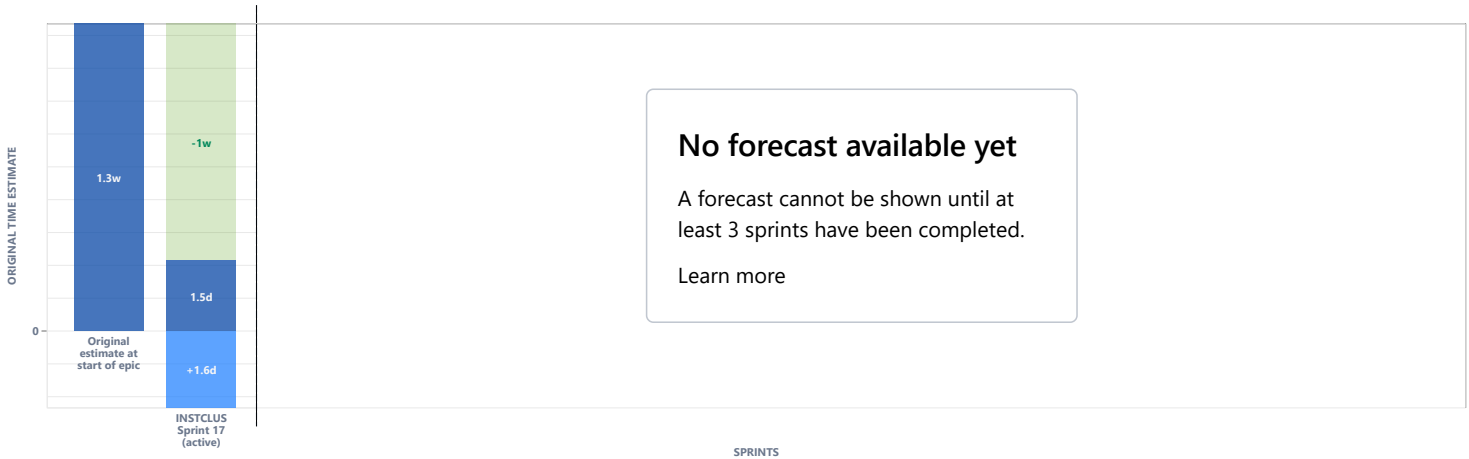 ORIGINAL TIME ESTIMATE
0
1.3w
Original
estimate at
start of epic
-1w
1.5d
+1.6d
INSTCLUS
Sprint 17
(active)
No forecast available yet
A forecast cannot be shown until at
least 3 sprints have been completed.
Learn more
SPRINTS